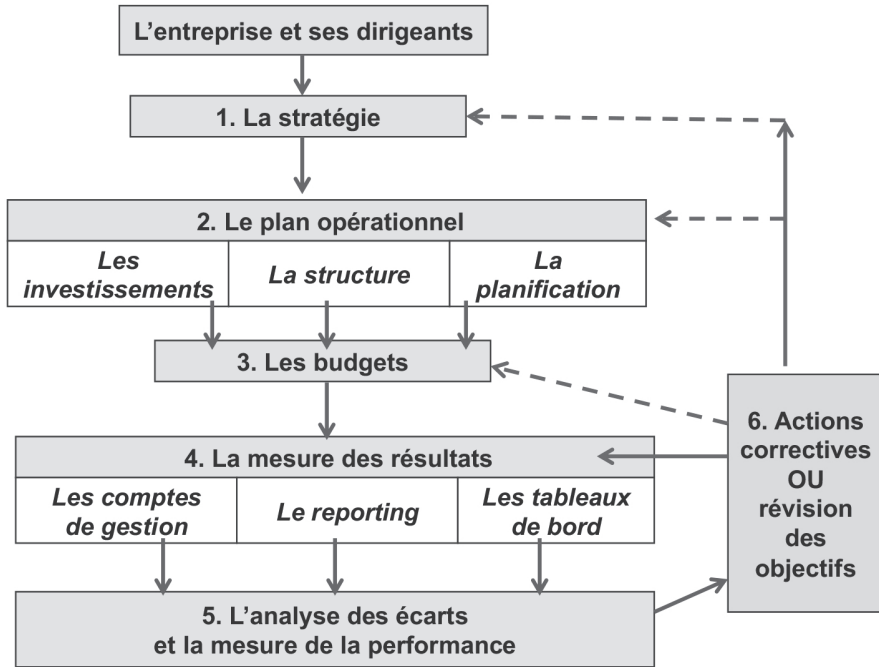 L'entreprise et ses dirigeants
1. La stratégie
2. Le plan opérationnel
Les
investissements
La structure
La
planification
3. Les budgets
4. La mesure des résultats
Les comptes
de gestion
Le reporting
Les tableaux
de bord
5. L'analyse des écarts
et la mesure de la performance
6. Actions
correctives
OU
révision
des
objectifs